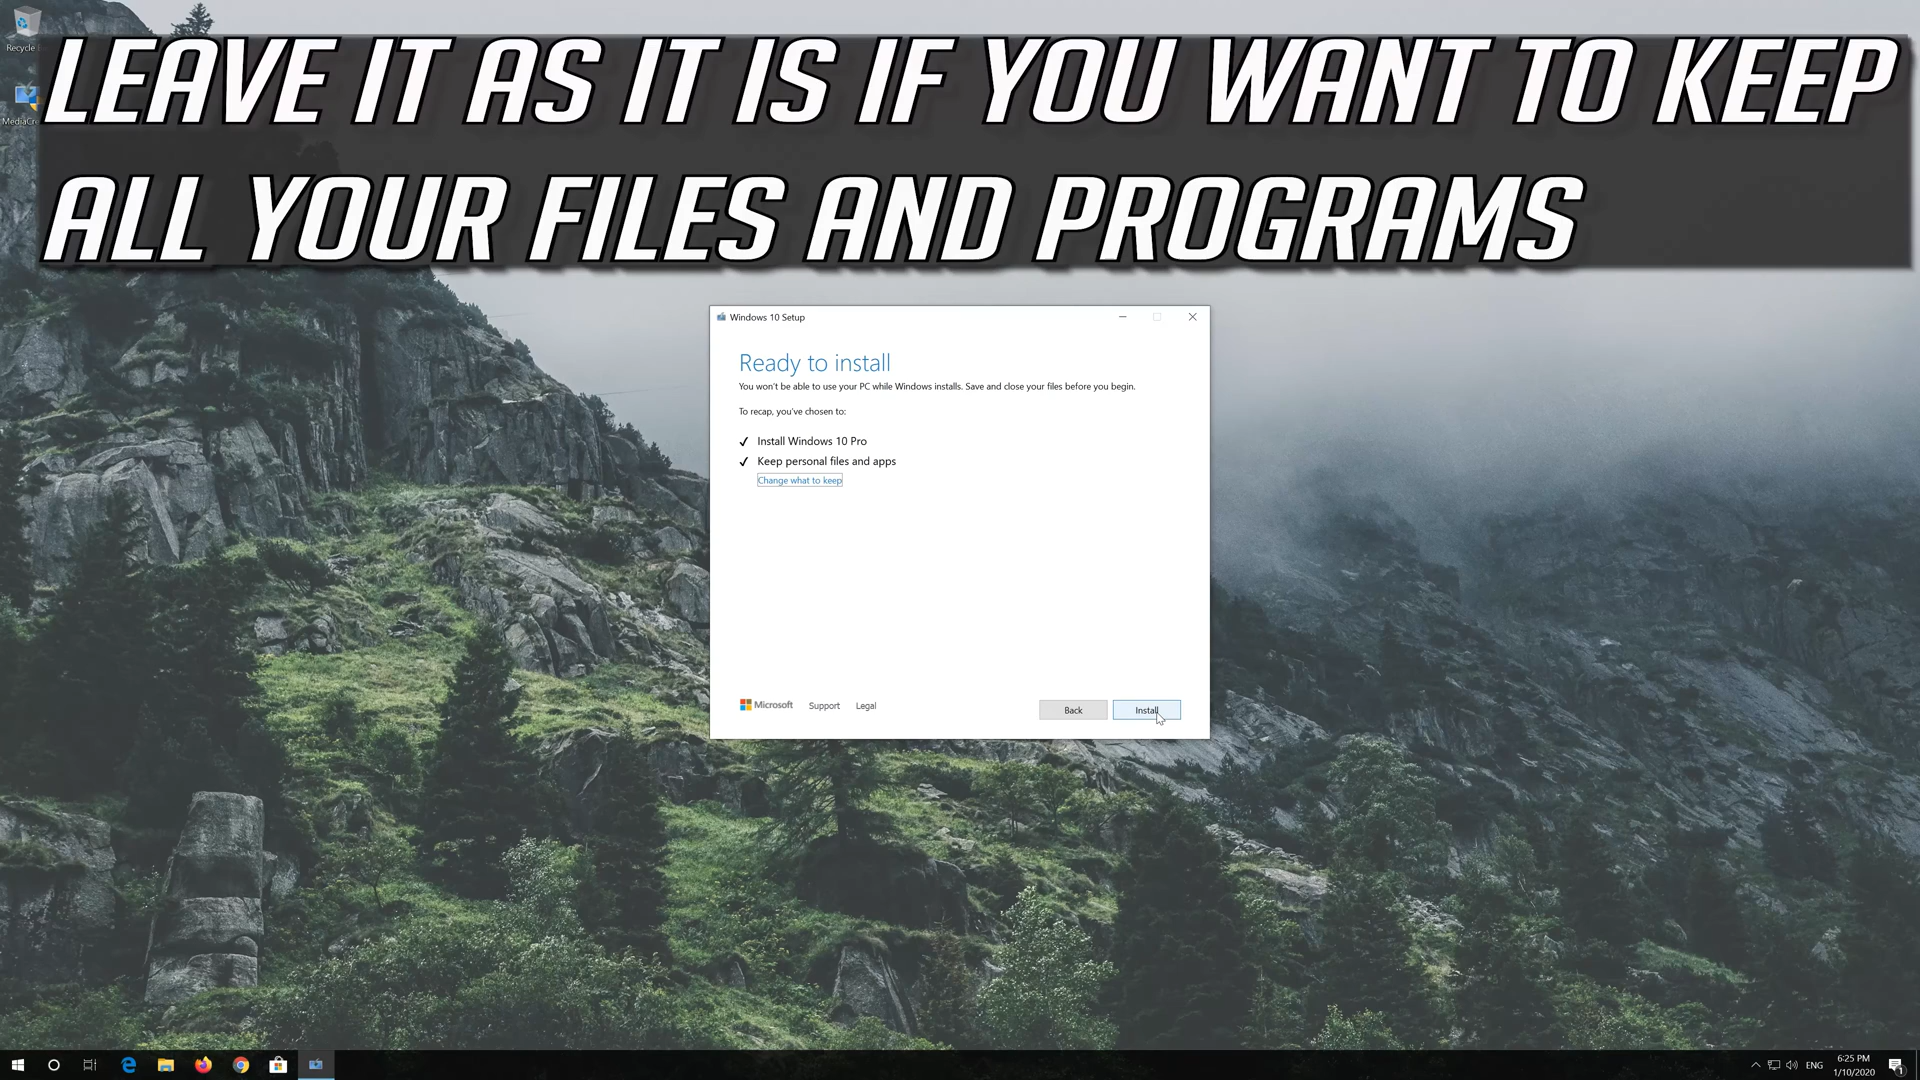 LEAVE IT AS IT IS IF YOU WANT TO KEEP
ALL YOUR FILES AND PROGRAMS
Recycle
MediaCre
Windows 10 Setup
Ready to install
You won't be able to use your PC while Windows installs. Save and close your files before you begin.
To recap, you've chosen to:
Install Windows 10 Pro
Keep personal files and apps
Change what to keep
Microsoft Support Legal Back Install
ENG
6:25 PM
1/10/2020
1